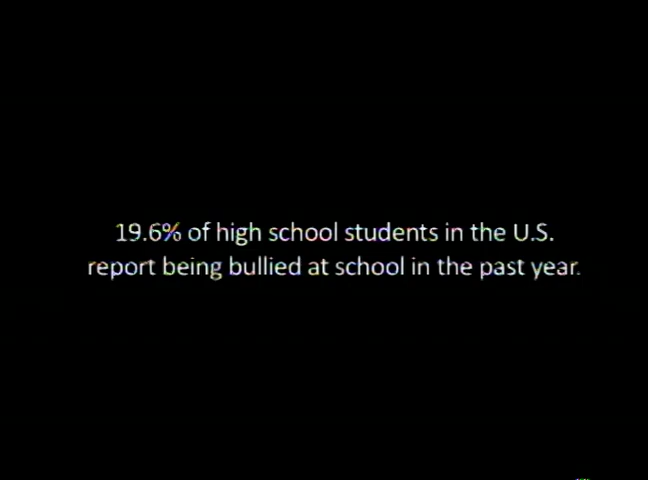 19.6% of high school students in the U.S.
report being bullied at school in the past year.